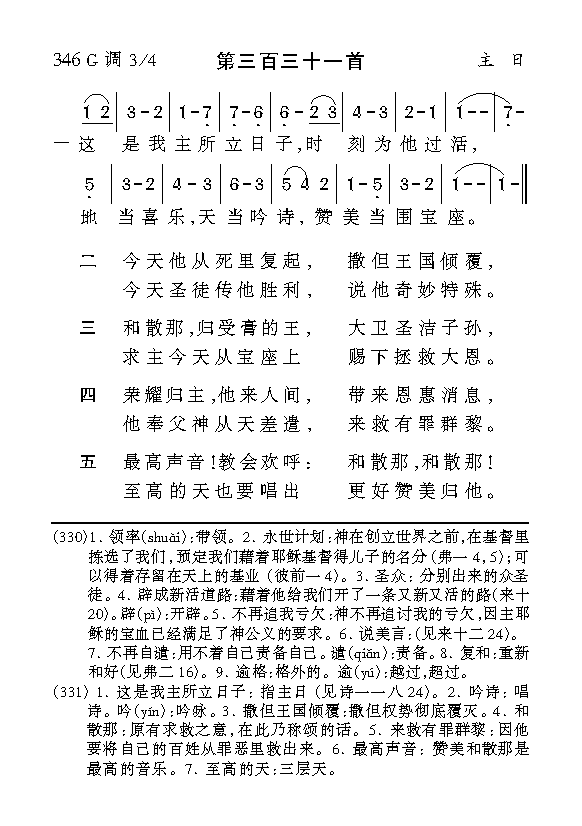 346 G 调 3/4 第三百三十一首 主 日
1 2 | 3 - 2 | 1 - 7 | 7 - 6 | 6 - 2 3 | 4 - 3 | 2 - 1 | 1 - - | 7 -
一 这 是 我 主 所 立 日 子,时 刻 为 他 过 活,
5 | 3 - 2 | 4 - 3 | 6 - 3 | 5 4 2 | 1 - 5 | 3 - 2 | 1 - - | 1 - ‖
地 当 喜 乐,天 当 吟 诗, 赞 美 当 围 宝 座。
二 今天他从死里复起, 撒但王国倾覆,
今天圣徒传他胜利, 说他奇妙特殊。
三 和散那,归受膏的王, 大卫圣洁子孙,
求主今天从宝座上 赐下拯救大恩。
四 荣耀归主,他来人间, 带来恩惠消息,
他奉父神从天差遣, 来救有罪群黎。
五 最高声音!教会欢呼: 和散那,和散那!
至高的天也要唱出 更好赞美归他。
(330)1. 领率(shuài):带领。2. 永世计划:神在创立世界之前,在基督里
拣选了我们,预定我们藉着耶稣基督得儿子的名分(弗一4,5);可
以得着存留在天上的基业(彼前一4)。3. 圣众: 分别出来的众圣
徒。4. 辟成新活道路:藉着他给我们开了一条又新又活的路(来十
20)。辟(pì):开辟。5. 不再追我亏欠:神不再追讨我的亏欠,因主耶
稣的宝血已经满足了神公义的要求。6. 说美言:(见来十二24)。
7. 不再自谴:用不着自己责备自己。谴(qiǎn):责备。8. 复和:重新
和好(见弗二16)。9. 逾格:格外的。逾(yú):越过,超过。
(331) 1. 这是我主所立日子: 指主日 (见诗一一八24)。2. 吟诗: 唱
诗。吟(yín):吟咏。3. 撒但王国倾覆:撒但权势彻底覆灭。4. 和
散那:原有求救之意,在此乃称颂的话。5. 来救有罪群黎:因他
要将自己的百姓从罪恶里救出来。6. 最高声音: 赞美和散那是
最高的音乐。7. 至高的天:三层天。